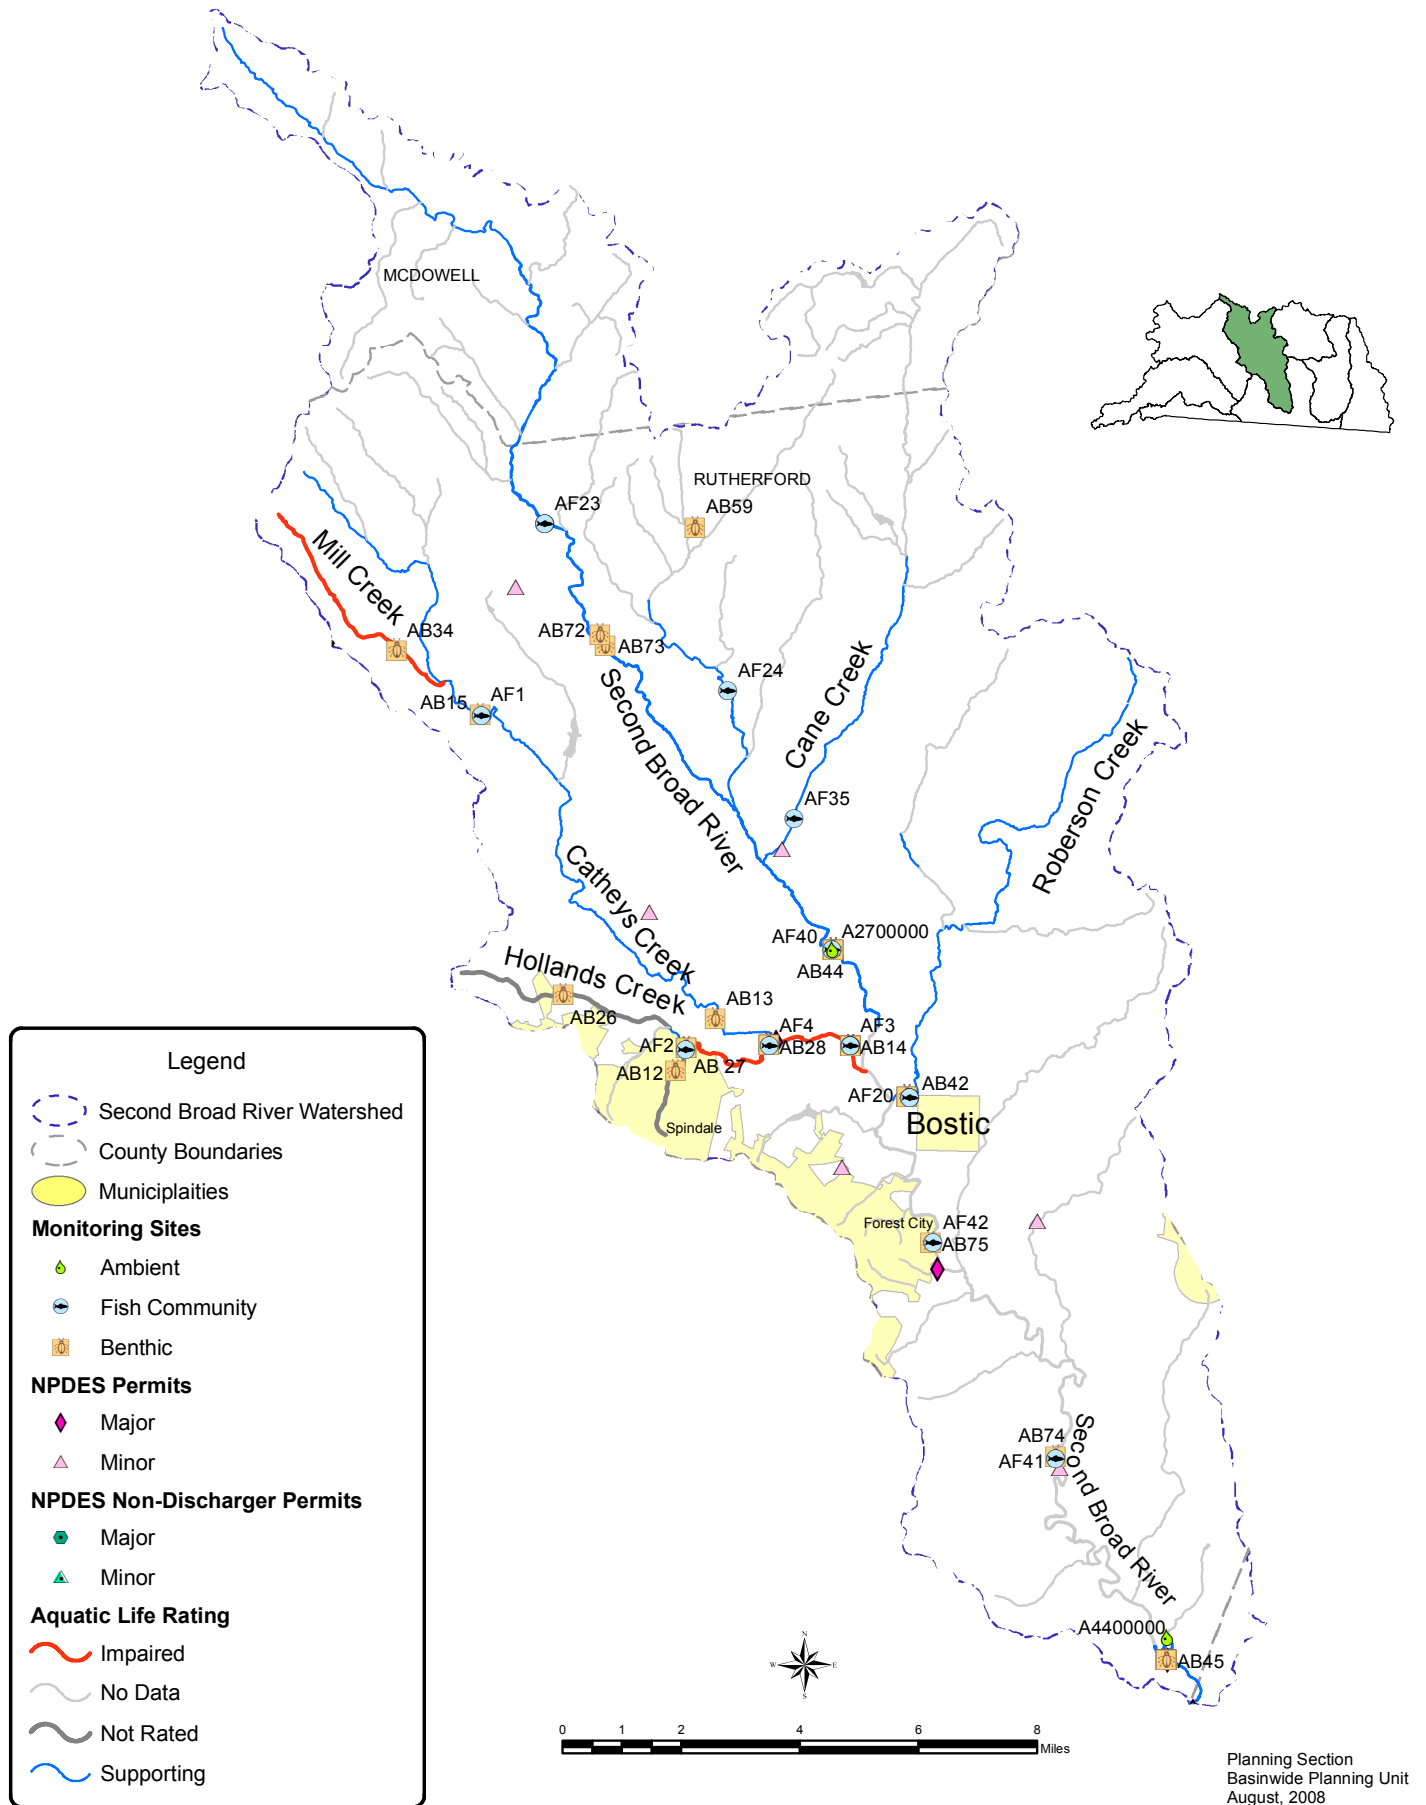 MCDOWELL
RUTHERFORD
AF23
AB59
Mill Creek
AB34
AB72
AB73
AF24
AB15
AF1
Second Broad River
Cane Creek
AF35
Roberson Creek
Catheys Creek
AF40
A2700000
AB44
Hollands Creek
AB26
AB13
AF4
AB28
AF3
AB14
AF2
AB 27
AB12
AF20
AB42
Bostic
Spindale
Forest City
AF42
AB75
AB74
AF41
Second Broad River
A4400000
AB45
Legend
Second Broad River Watershed
County Boundaries
Municiplaities
Monitoring Sites
Ambient
Fish Community
Benthic
NPDES Permits
Major
Minor
NPDES Non-Discharger Permits
Major
Minor
Aquatic Life Rating
Impaired
No Data
Not Rated
Supporting
N
W E
S
0 1 2 4 6 8
Miles
Planning Section
Basinwide Planning Unit
August, 2008